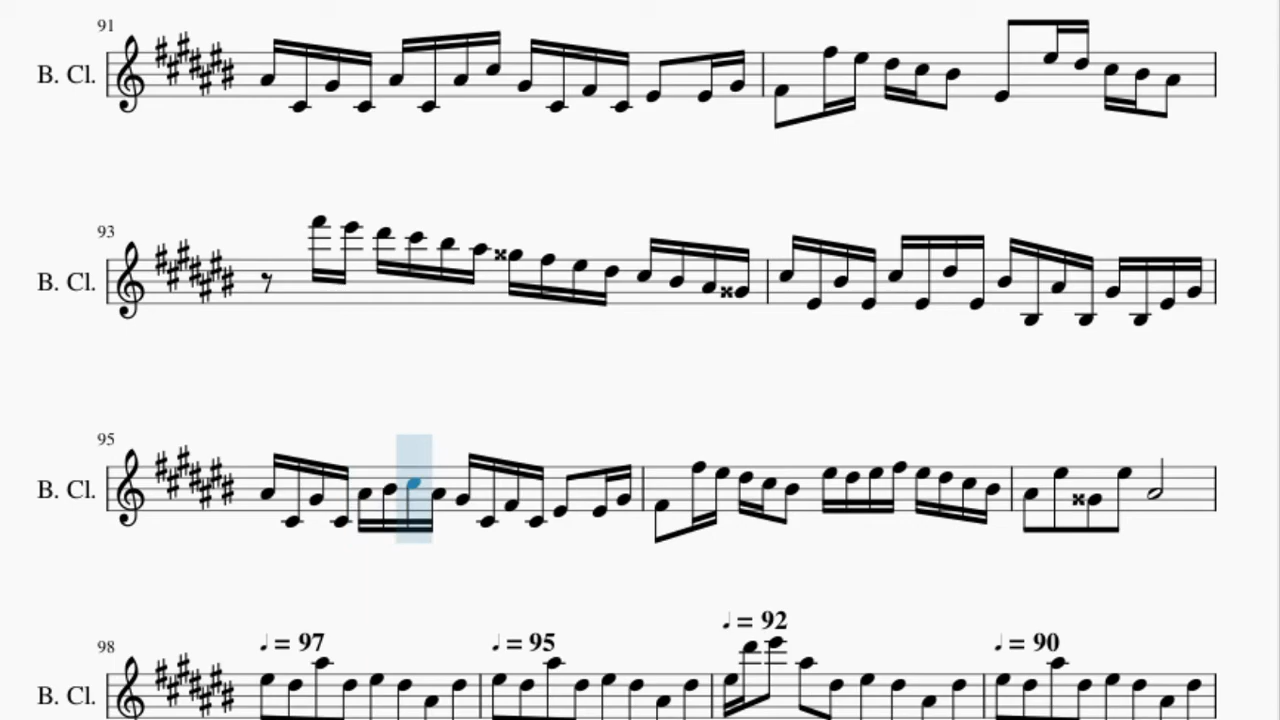 91
B. Cl.
93
B. Cl.
95
B. Cl.
98
♩ = 97 ♩ = 95 ♩ = 92 ♩ = 90
B. Cl.